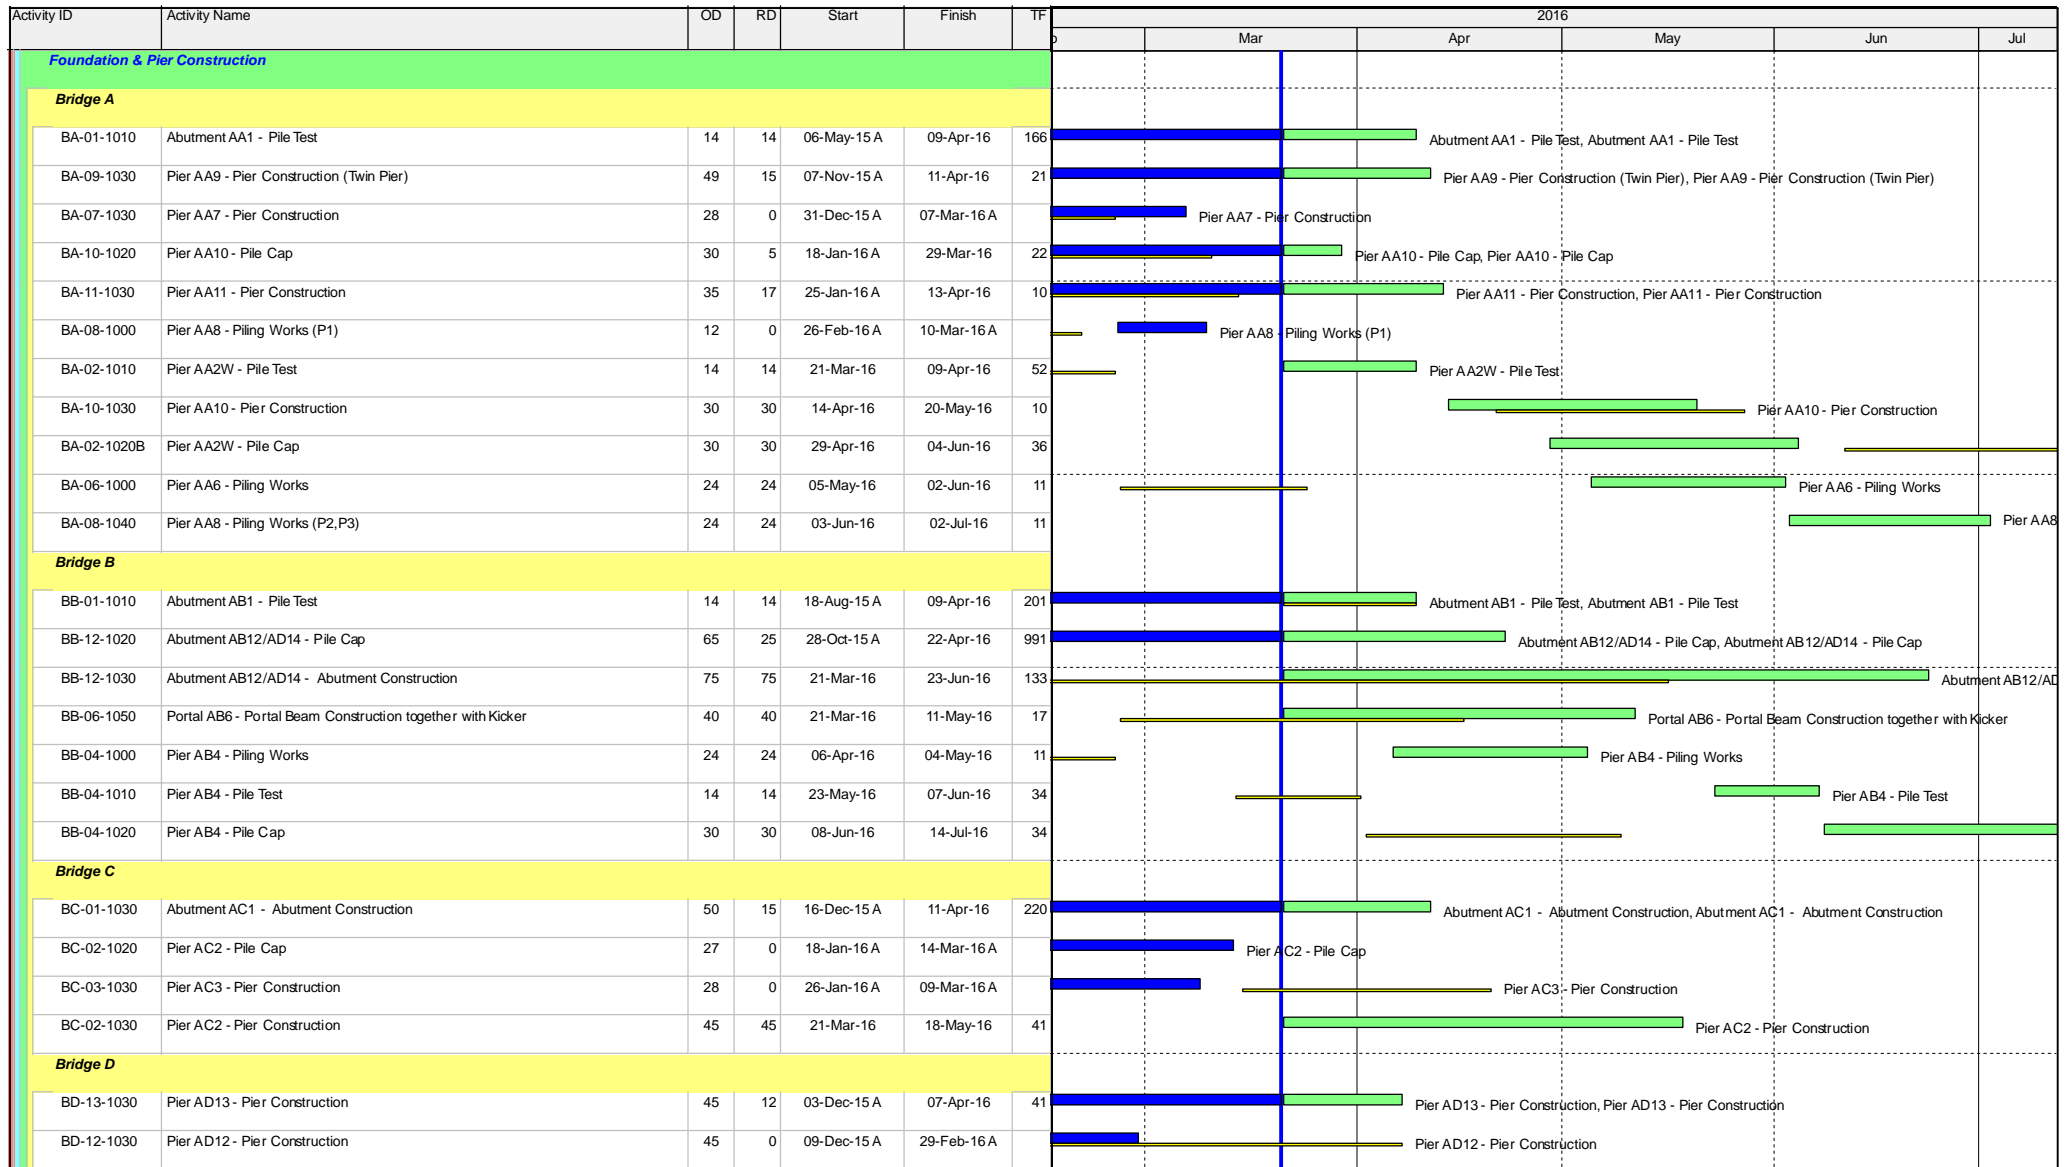 Activity ID Activity Name OD RD Start Finish TF 2016
Mar Apr May Jun Jul
Foundation & Pier Construction
Bridge A
BA-01-1010 Abutment AA1 - Pile Test 14 14 06-May-15 A 09-Apr-16 166 Abutment AA1 - Pile Test, Abutment AA1 - Pile Test
BA-09-1030 Pier AA9 - Pier Construction (Twin Pier) 49 15 07-Nov-15 A 11-Apr-16 21 Pier AA9 - Pier Construction (Twin Pier), Pier AA9 - Pier Construction (Twin Pier)
BA-07-1030 Pier AA7 - Pier Construction 28 0 31-Dec-15 A 07-Mar-16 A Pier AA7 - Pier Construction
BA-10-1020 Pier AA10 - Pile Cap 30 5 18-Jan-16 A 29-Mar-16 22 Pier AA10 - Pile Cap, Pier AA10 - Pile Cap
BA-11-1030 Pier AA11 - Pier Construction 35 17 25-Jan-16 A 13-Apr-16 10 Pier AA11 - Pier Construction, Pier AA11 - Pier Construction
BA-08-1000 Pier AA8 - Piling Works (P1) 12 0 26-Feb-16 A 10-Mar-16 A Pier AA8 - Piling Works (P1)
BA-02-1010 Pier AA2W - Pile Test 14 14 21-Mar-16 09-Apr-16 52 Pier AA2W - Pile Test
BA-10-1030 Pier AA10 - Pier Construction 30 30 14-Apr-16 20-May-16 10 Pier AA10 - Pier Construction
BA-02-1020B Pier AA2W - Pile Cap 30 30 29-Apr-16 04-Jun-16 36
BA-06-1000 Pier AA6 - Piling Works 24 24 05-May-16 02-Jun-16 11 Pier AA6 - Piling Works
BA-08-1040 Pier AA8 - Piling Works (P2,P3) 24 24 03-Jun-16 02-Jul-16 11 Pier AA8
Bridge B
BB-01-1010 Abutment AB1 - Pile Test 14 14 18-Aug-15 A 09-Apr-16 201 Abutment AB1 - Pile Test, Abutment AB1 - Pile Test
BB-12-1020 Abutment AB12/AD14 - Pile Cap 65 25 28-Oct-15 A 22-Apr-16 991 Abutment AB12/AD14 - Pile Cap, Abutment AB12/AD14 - Pile Cap
BB-12-1030 Abutment AB12/AD14 - Abutment Construction 75 75 21-Mar-16 23-Jun-16 133 Abutment AB12/AD
BB-06-1050 Portal AB6 - Portal Beam Construction together with Kicker 40 40 21-Mar-16 11-May-16 17 Portal AB6 - Portal Beam Construction together with Kicker
BB-04-1000 Pier AB4 - Piling Works 24 24 06-Apr-16 04-May-16 11 Pier AB4 - Piling Works
BB-04-1010 Pier AB4 - Pile Test 14 14 23-May-16 07-Jun-16 34 Pier AB4 - Pile Test
BB-04-1020 Pier AB4 - Pile Cap 30 30 08-Jun-16 14-Jul-16 34
Bridge C
BC-01-1030 Abutment AC1 - Abutment Construction 50 15 16-Dec-15 A 11-Apr-16 220 Abutment AC1 - Abutment Construction, Abutment AC1 - Abutment Construction
BC-02-1020 Pier AC2 - Pile Cap 27 0 18-Jan-16 A 14-Mar-16 A Pier AC2 - Pile Cap
BC-03-1030 Pier AC3 - Pier Construction 28 0 26-Jan-16 A 09-Mar-16 A Pier AC3 - Pier Construction
BC-02-1030 Pier AC2 - Pier Construction 45 45 21-Mar-16 18-May-16 41 Pier AC2 - Pier Construction
Bridge D
BD-13-1030 Pier AD13 - Pier Construction 45 12 03-Dec-15 A 07-Apr-16 41 Pier AD13 - Pier Construction, Pier AD13 - Pier Construction
BD-12-1030 Pier AD12 - Pier Construction 45 0 09-Dec-15 A 29-Feb-16 A Pier AD12 - Pier Construction